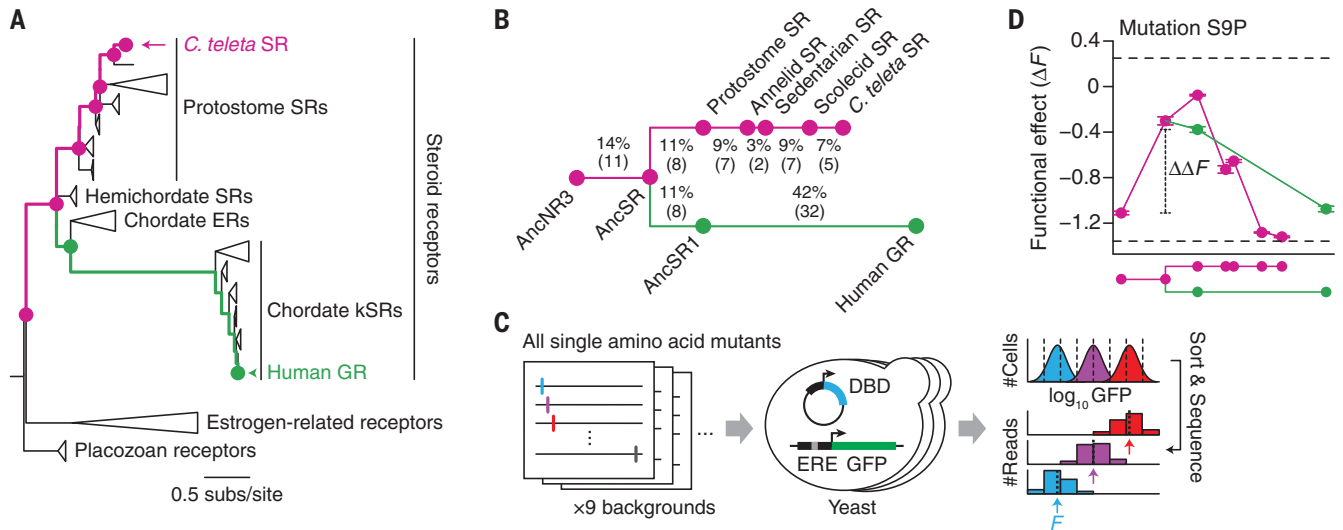 A
C. teleta SR
Protostome SRs
Hemichordate SRs
Chordate ERs
Chordate kSRs
Human GR
Estrogen-related receptors
Placozoan receptors
0.5 subs/site
Steroid receptors
B
Protostome SR
Annelid SR
Sedentarian SR
Scolecid SR
C. teleta SR
14%
(11)
11%
(8)
9%
(7)
3%
(2)
9%
(7)
7%
(5)
11%
(8)
42%
(32)
AncNR3
AncSR
AncSR1
Human GR
C
All single amino acid mutants
...
⋮
×9 backgrounds
DBD
ERE GFP
Yeast
#Cells
log10 GFP
#Reads
F
Sort & Sequence
D
Mutation S9P
Functional effect (ΔF)
0.4
0
−0.4
−0.8
−1.2
ΔΔF